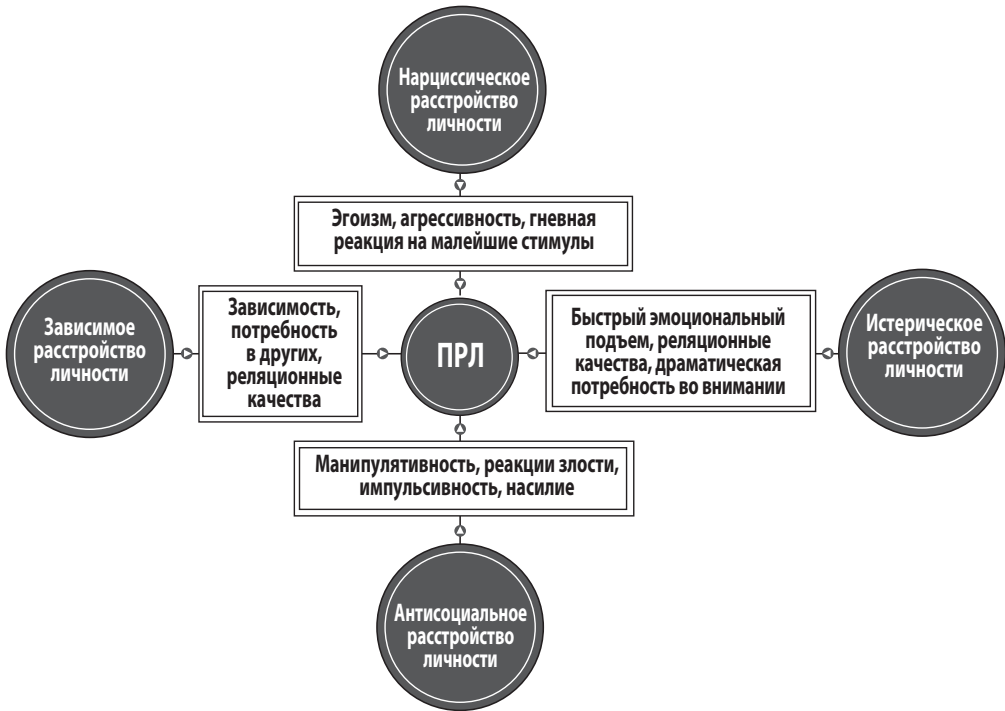 Нарциссическое
расстройство
личности
Эгоизм, агрессивность, гневная
реакция на малейшие стимулы
Зависимое
расстройство
личности
Зависимость,
потребность
в других,
реляционные
качества
ПРЛ
Быстрый эмоциональный
подъем, реляционные
качества, драматическая
потребность во внимании
Истерическое
расстройство
личности
Манипулятивность, реакции злости,
импульсивность, насилие
Антисоциальное
расстройство
личности